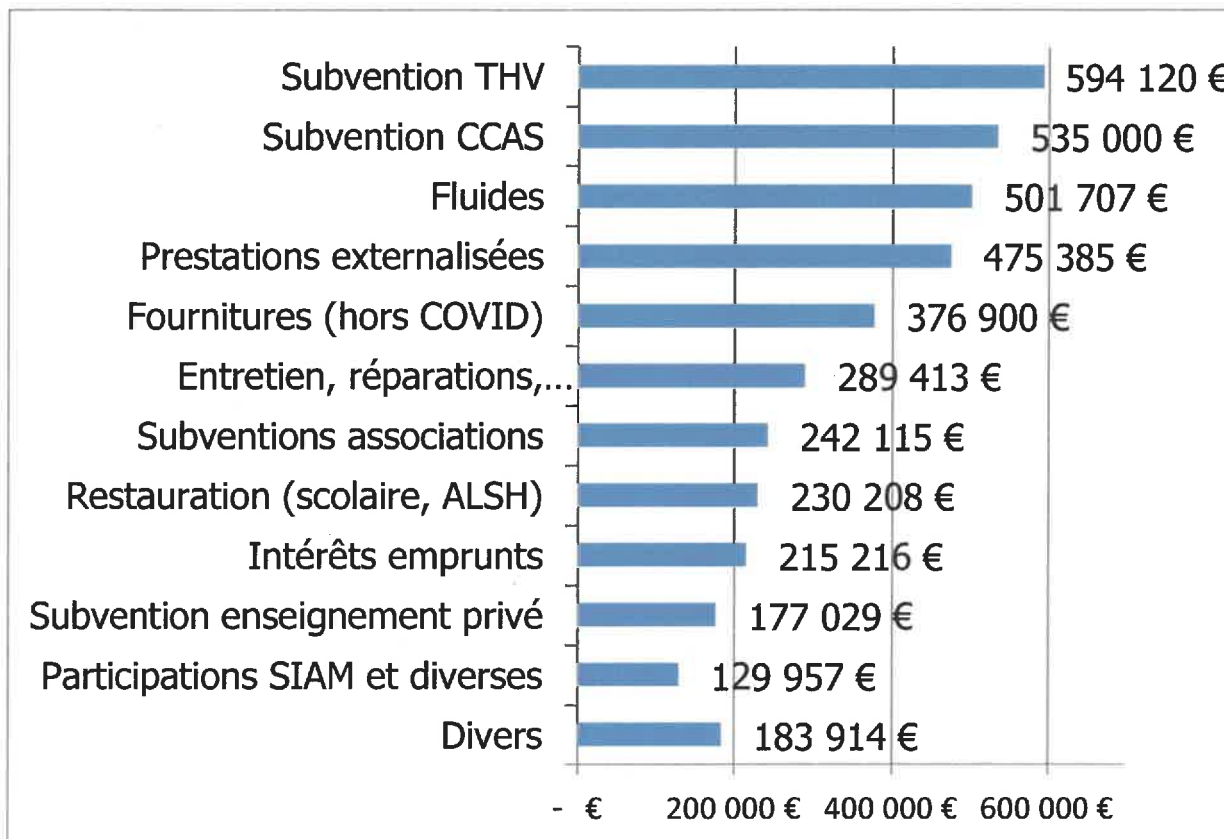 Subvention THV 594 120 €
Subvention CCAS 535 000 €
Fluides 501 707 €
Prestations externalisées 475 385 €
Fournitures (hors COVID) 376 900 €
Entretien, réparations,... 289 413 €
Subventions associations 242 115 €
Restauration (scolaire, ALSH) 230 208 €
Intérêts emprunts 215 216 €
Subvention enseignement privé 177 029 €
Participations SIAM et diverses 129 957 €
Divers 183 914 €
- € 200 000 € 400 000 € 600 000 €